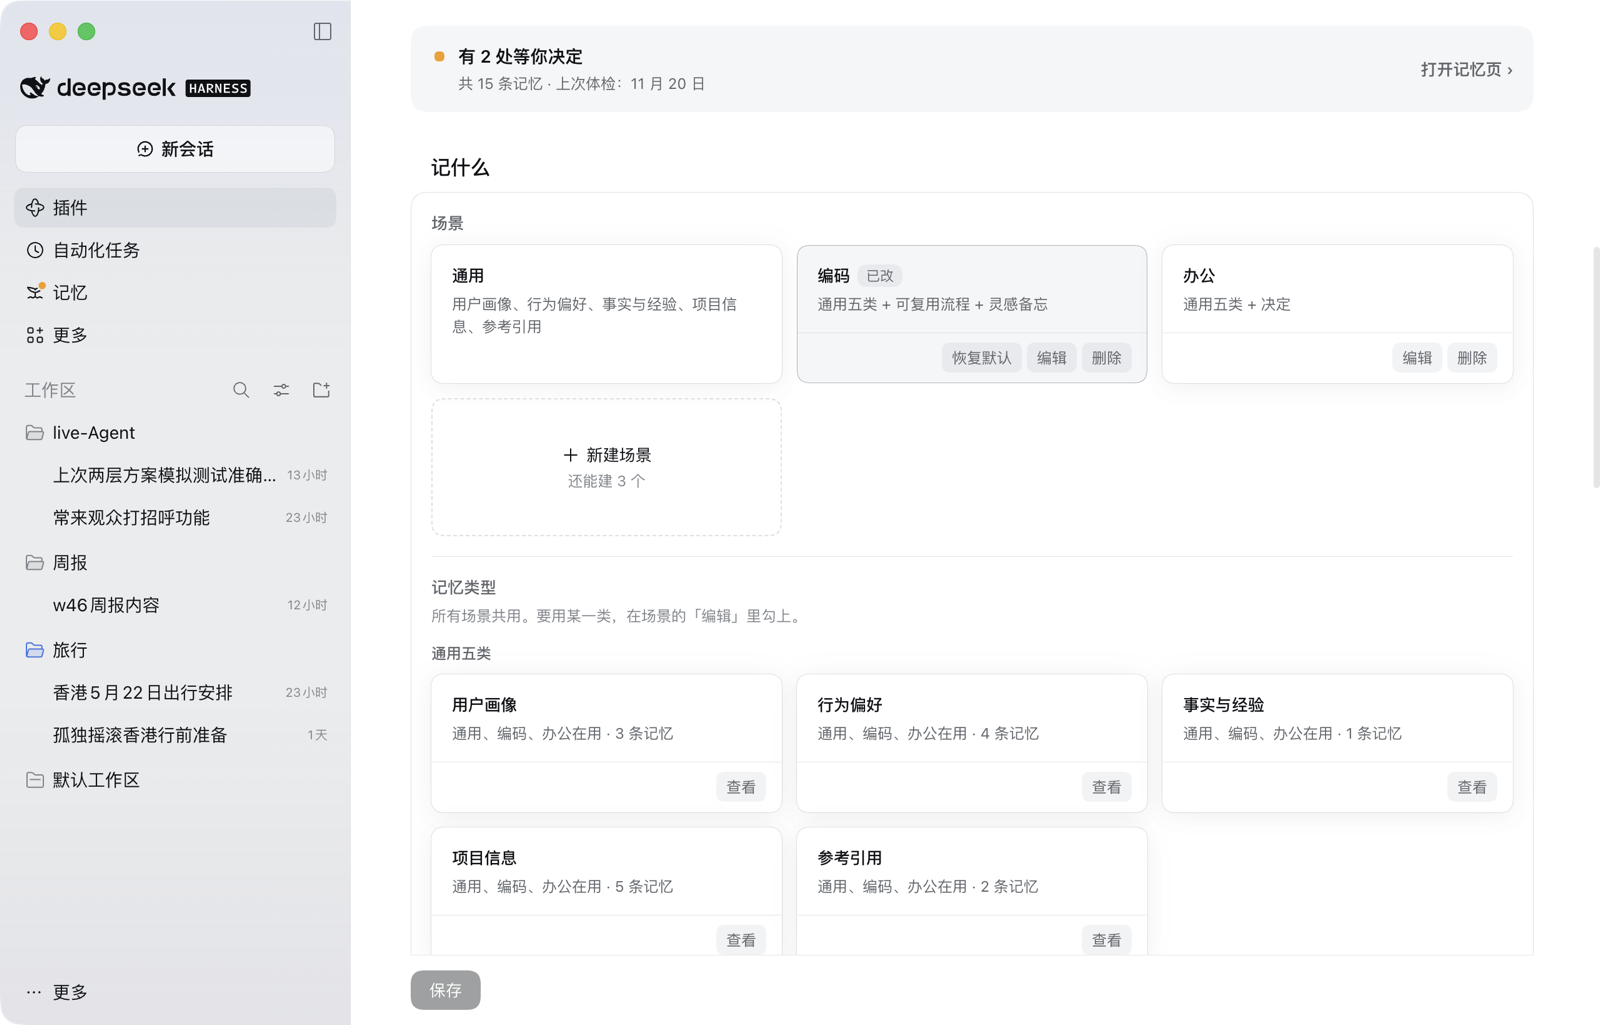 deepseek HARNESS
新会话
插件
自动化任务
记忆
更多
工作区
live-Agent
上次两层方案模拟测试准确... 13小时
常来观众打招呼功能 23小时
周报
w46周报内容 12小时
旅行
香港5月22日出行安排 23小时
孤独摇滚香港行前准备 1天
默认工作区
··· 更多
有 2 处等你决定
共 15 条记忆 · 上次体检：11 月 20 日
打开记忆页 ›
记什么
场景
通用
用户画像、行为偏好、事实与经验、项目信
息、参考引用
编码 已改
通用五类 + 可复用流程 + 灵感备忘
恢复默认 编辑 删除
办公
通用五类 + 决定
编辑 删除
+ 新建场景
还能建 3 个
记忆类型
所有场景共用。要用某一类，在场景的「编辑」里勾上。
通用五类
用户画像
通用、编码、办公在用 · 3 条记忆
查看
行为偏好
通用、编码、办公在用 · 4 条记忆
查看
事实与经验
通用、编码、办公在用 · 1 条记忆
查看
项目信息
通用、编码、办公在用 · 5 条记忆
查看
参考引用
通用、编码、办公在用 · 2 条记忆
查看
保存